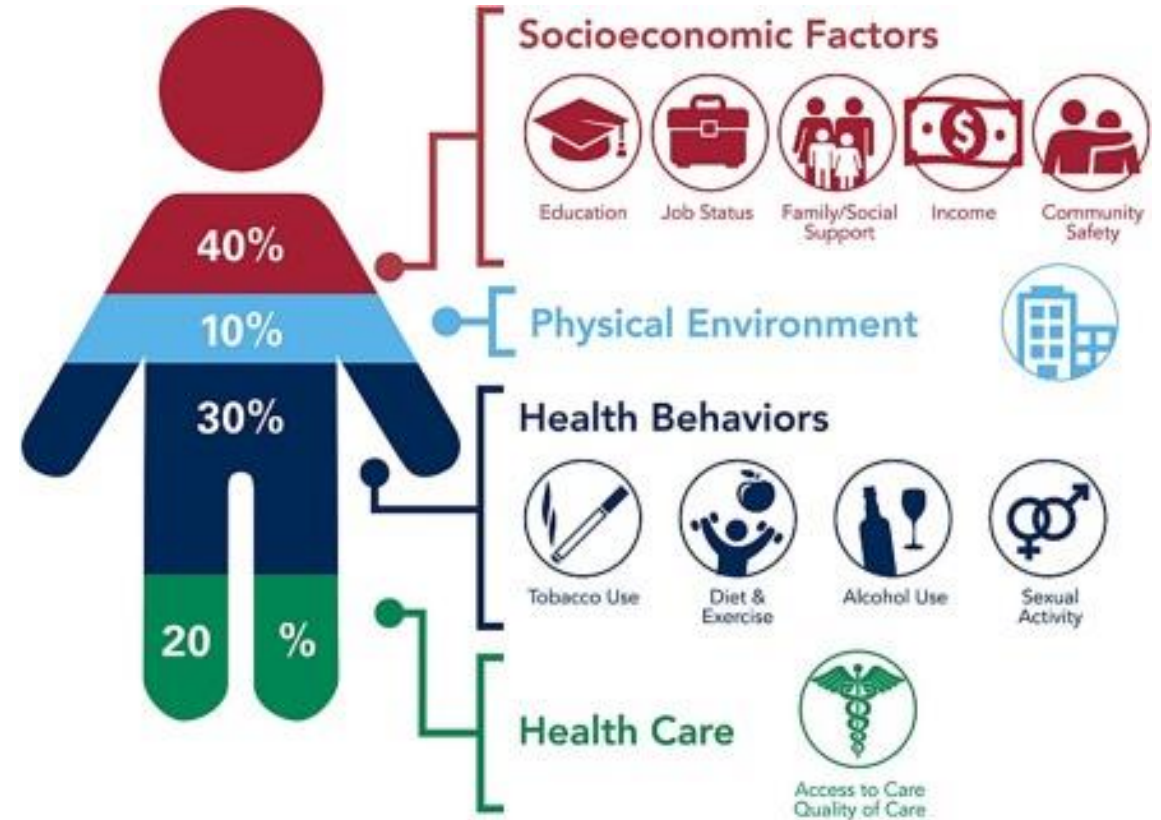 Socioeconomic Factors
Education
Job Status
Family/Social
Support
Income
Community
Safety
40%
10%
Physical Environment
30%
Health Behaviors
Tobacco Use
Diet &
Exercise
Alcohol Use
Sexual
Activity
20 %
Health Care
Access to Care
Quality of Care